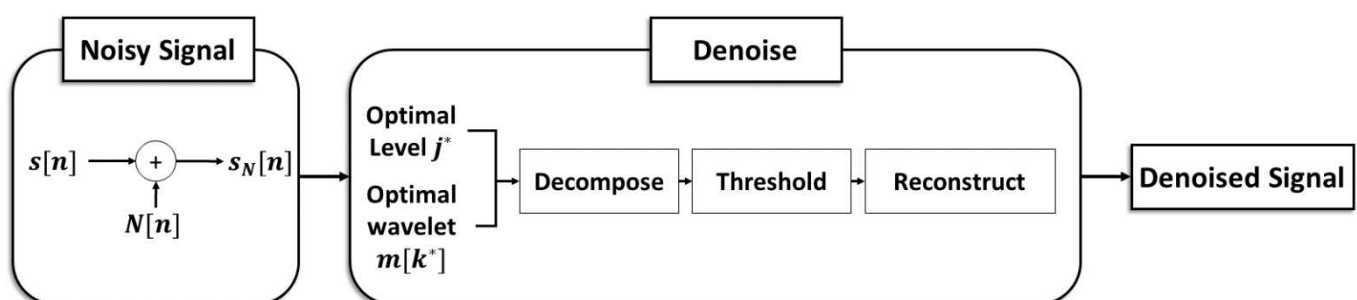 Noisy Signal
s[n]
+
s_N[n]
N[n]
Denoise
Optimal
Level j*
Optimal
wavelet
m[k*]
Decompose
Threshold
Reconstruct
Denoised Signal